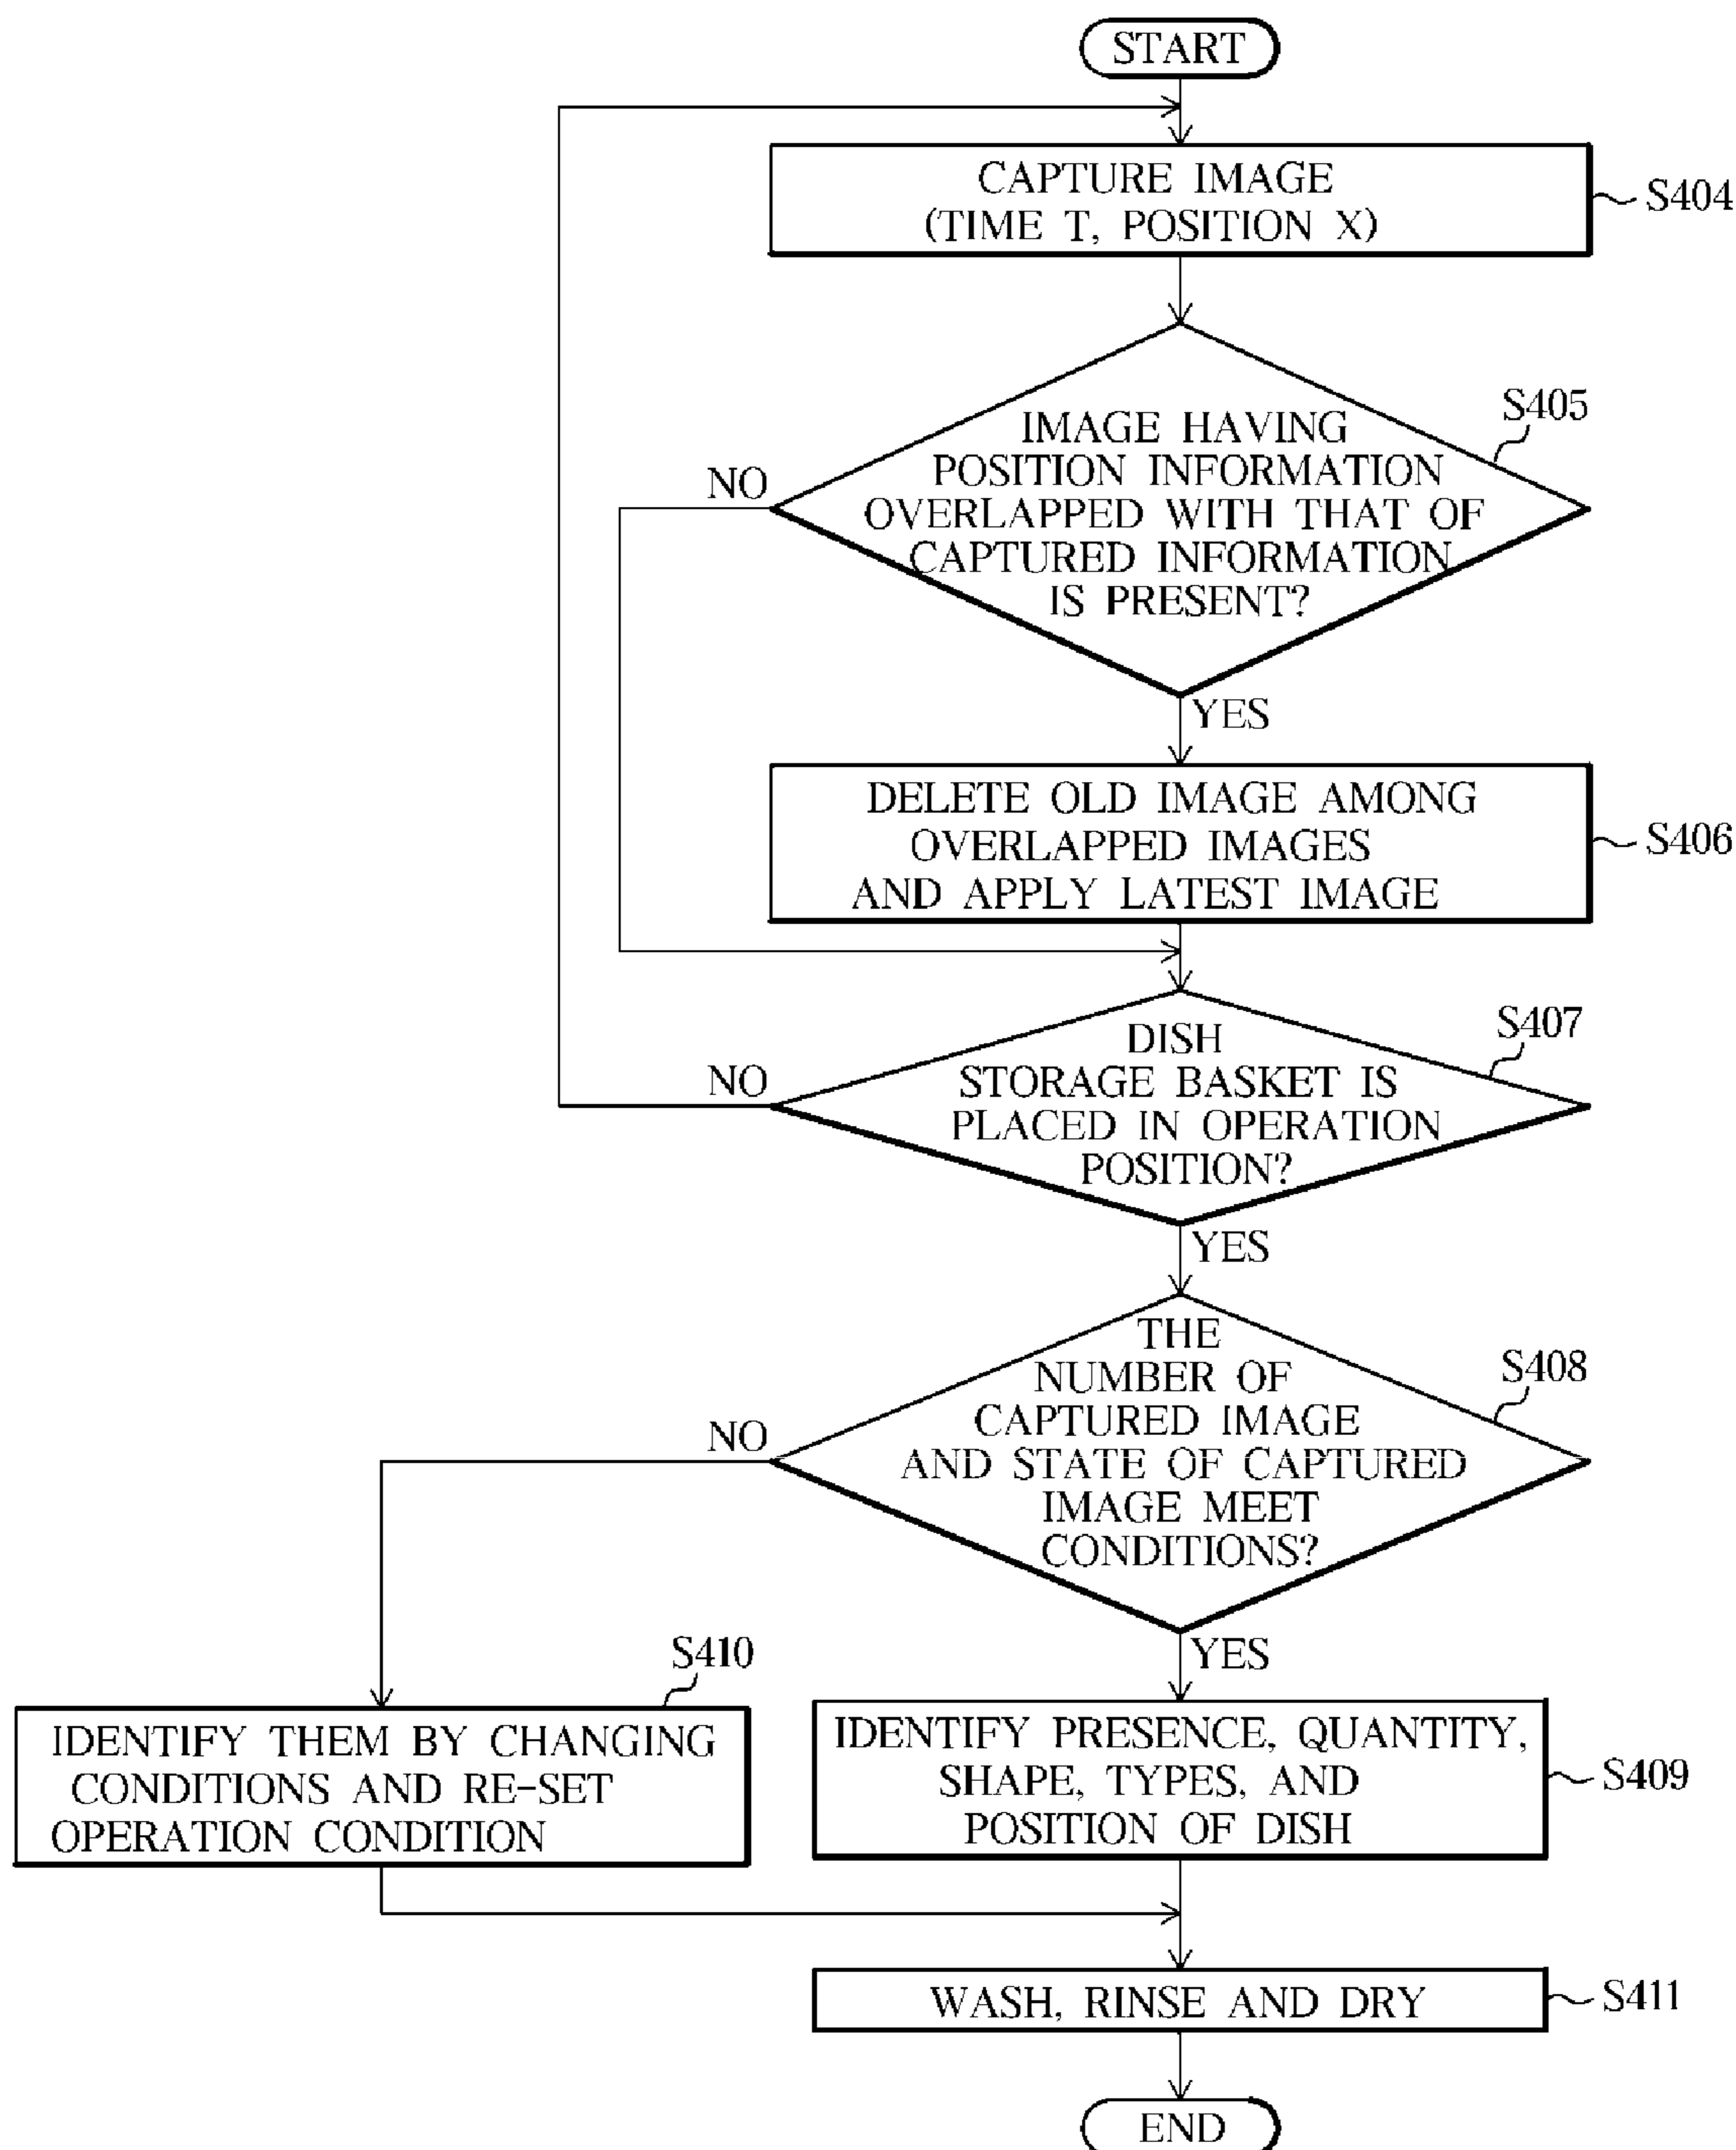 START
CAPTURE IMAGE
(TIME T, POSITION X)
S404
S405
IMAGE HAVING
POSITION INFORMATION
OVERLAPPED WITH THAT OF
CAPTURED INFORMATION
IS PRESENT?
NO
YES
DELETE OLD IMAGE AMONG
OVERLAPPED IMAGES
AND APPLY LATEST IMAGE
S406
S407
DISH
STORAGE BASKET IS
PLACED IN OPERATION
POSITION?
NO
YES
THE
NUMBER OF
CAPTURED IMAGE
AND STATE OF CAPTURED
IMAGE MEET
CONDITIONS?
S408
NO
YES
S410
IDENTIFY THEM BY CHANGING
CONDITIONS AND RE-SET
OPERATION CONDITION
IDENTIFY PRESENCE, QUANTITY,
SHAPE, TYPES, AND
POSITION OF DISH
S409
WASH, RINSE AND DRY
S411
END